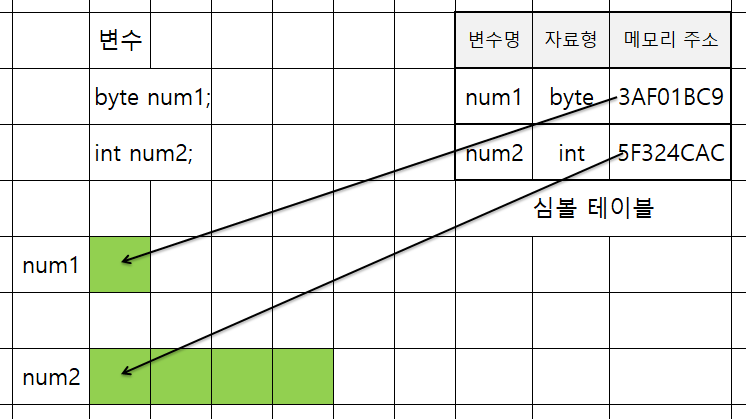 변수
변수명 자료형 메모리 주소
byte num1;
num1 byte 3AF01BC9
int num2;
num2 int 5F324CAC
심볼 테이블
num1
num2